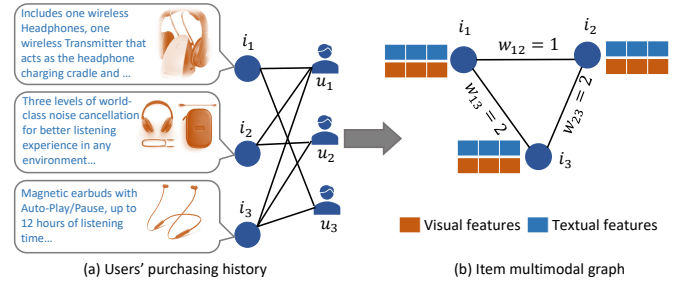 Includes one wireless
Headphones, one
wireless Transmitter that
acts as the headphone
charging cradle and …
i₁
u₁
Three levels of world-
class noise cancellation
for better listening
experience in any
environment…
i₂
u₂
Magnetic earbuds with
Auto-Play/Pause, up to
12 hours of listening
time…
i₃
u₃
(a) Users’ purchasing history
i₁
i₂
w₁₂ = 1
w₁₃ = 2
w₂₃ = 2
i₃
Visual features
Textual features
(b) Item multimodal graph